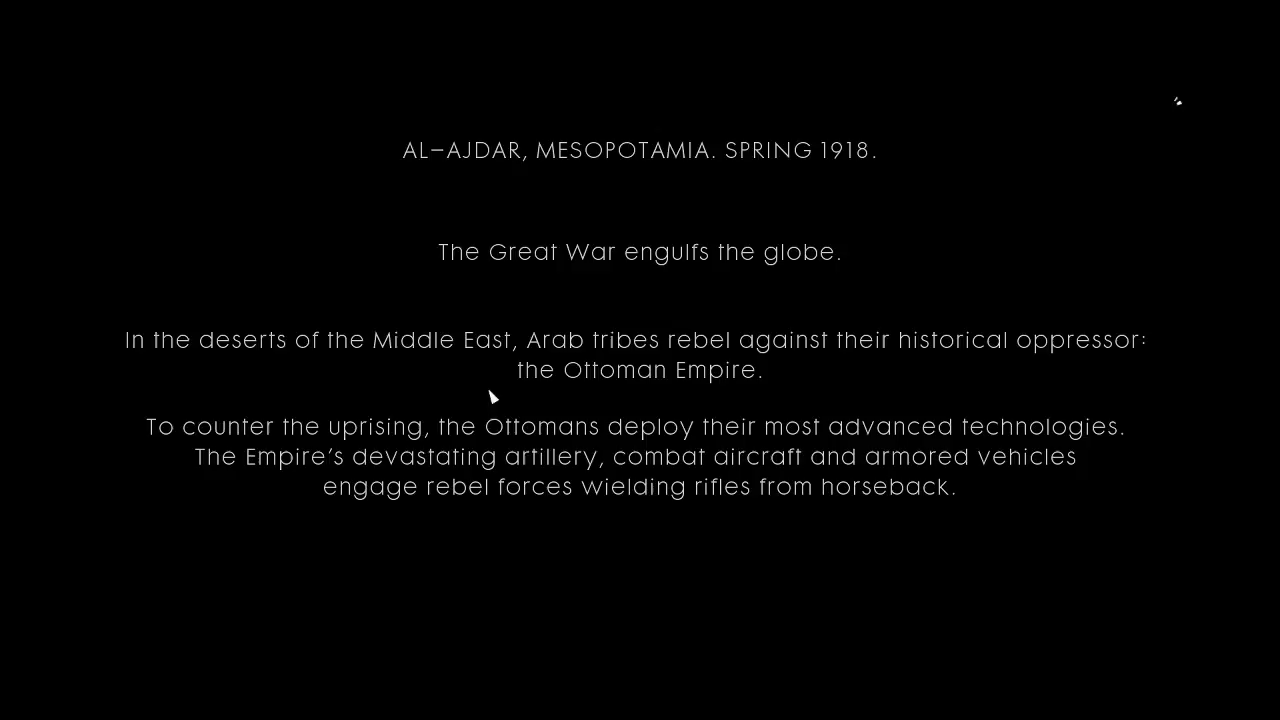 AL–AJDAR, MESOPOTAMIA. SPRING 1918.
The Great War engulfs the globe.
In the deserts of the Middle East, Arab tribes rebel against their historical oppressor:
the Ottoman Empire.
To counter the uprising, the Ottomans deploy their most advanced technologies.
The Empire’s devastating artillery, combat aircraft and armored vehicles
engage rebel forces wielding rifles from horseback.